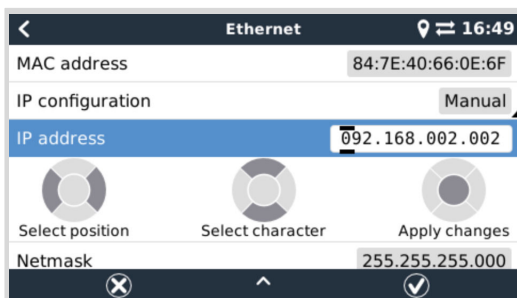 Ethernet 16:49
MAC address 84:7E:40:66:0E:6F
IP configuration Manual
IP address 092.168.002.002
Select position Select character Apply changes
Netmask 255.255.255.000